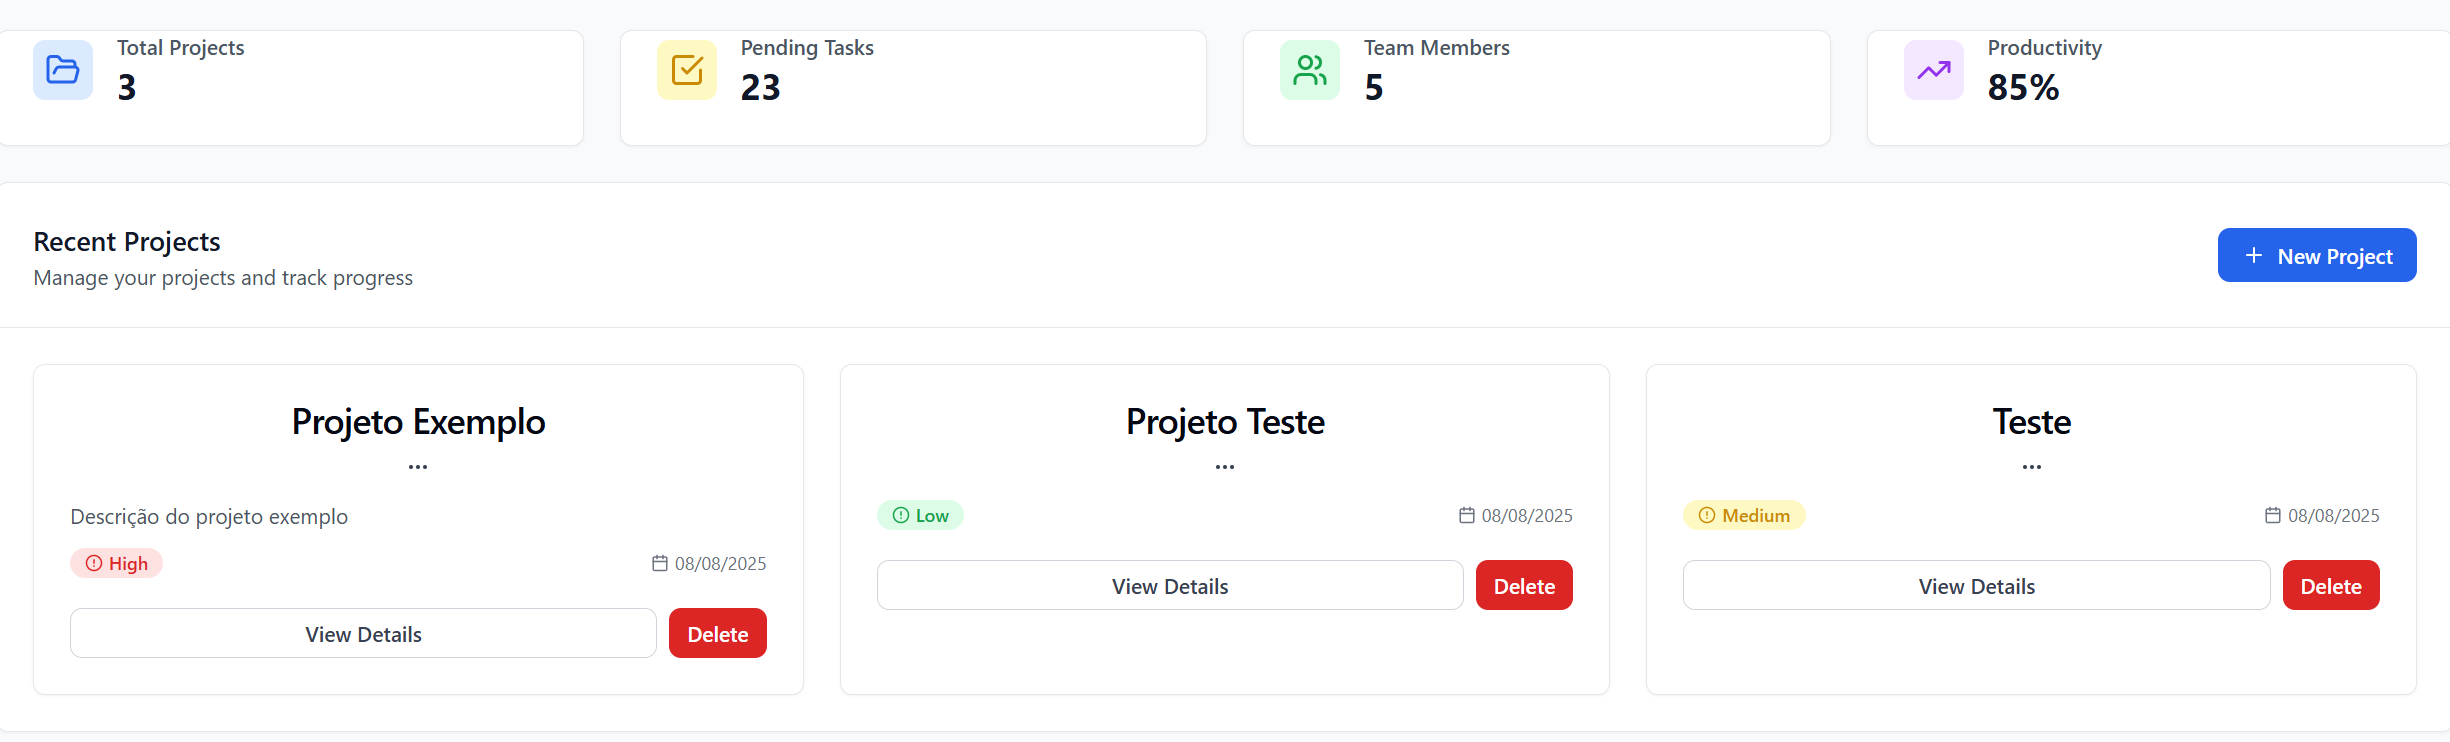 Total Projects
3
Pending Tasks
23
Team Members
5
Productivity
85%
Recent Projects
Manage your projects and track progress
New Project
Projeto Exemplo
...
Descrição do projeto exemplo
High
08/08/2025
View Details
Delete
Projeto Teste
...
Low
08/08/2025
View Details
Delete
Teste
...
Medium
08/08/2025
View Details
Delete